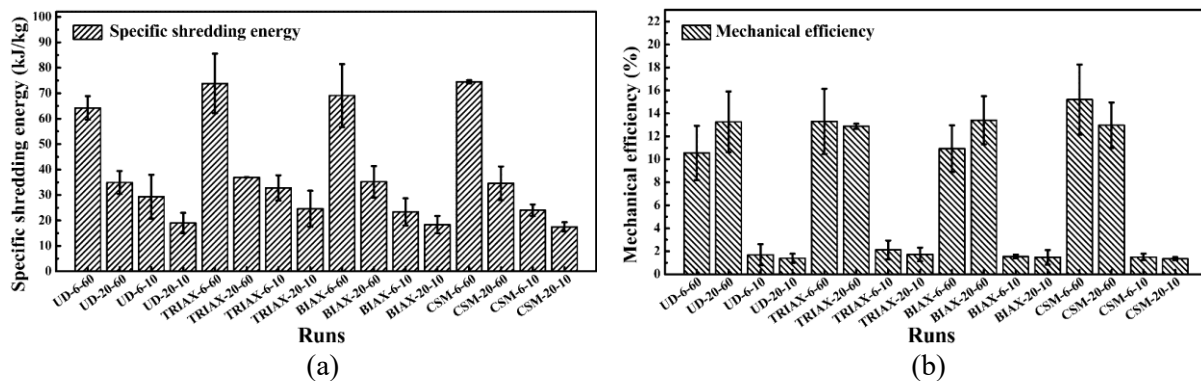 Specific shredding energy (kJ/kg)
100
90
80
70
60
50
40
30
20
10
0
Specific shredding energy
UD-6-60
UD-20-60
UD-6-10
UD-20-10
TRIAX-6-60
TRIAX-20-60
TRIAX-6-10
TRIAX-20-10
BIAX-6-60
BIAX-20-60
BIAX-6-10
BIAX-20-10
CSM-6-60
CSM-20-60
CSM-6-10
CSM-20-10
Runs
(a)
Mechanical efficiency (%)
22
20
18
16
14
12
10
8
6
4
2
0
Mechanical efficiency
UD-6-60
UD-20-60
UD-6-10
UD-20-10
TRIAX-6-60
TRIAX-20-60
TRIAX-6-10
TRIAX-20-10
BIAX-6-60
BIAX-20-60
BIAX-6-10
BIAX-20-10
CSM-6-60
CSM-20-60
CSM-6-10
CSM-20-10
Runs
(b)